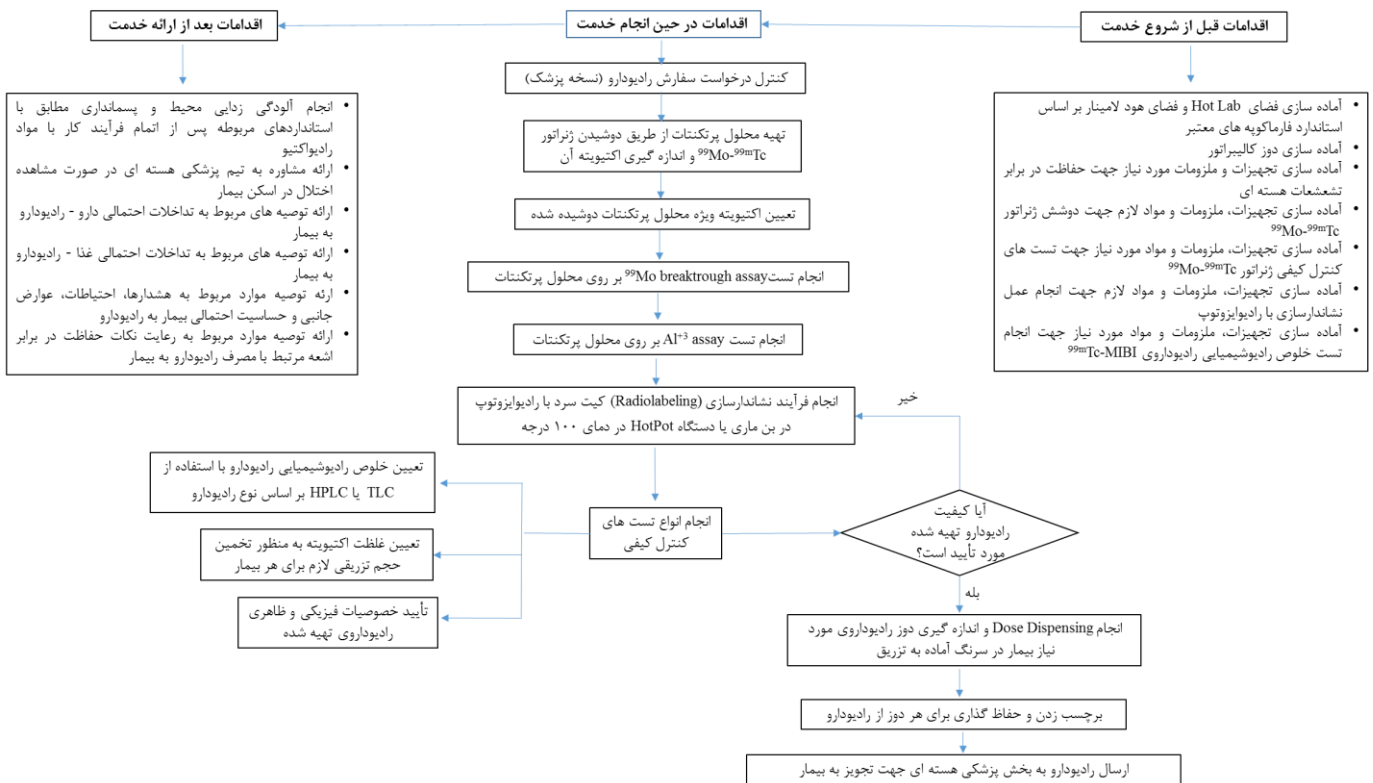 اقدامات قبل از شروع خدمت
اقدامات در حین انجام خدمت
اقدامات بعد از ارائه خدمت
• آماده سازی فضای Hot Lab و فضای هود لامینار بر اساس
استاندارد فارماکوپه های معتبر
• آماده سازی دوز کالیبراتور
• آماده سازی تجهیزات و ملزومات مورد نیاز جهت حفاظت در برابر
تشعشعات هسته ای
• آماده سازی تجهیزات، ملزومات و مواد لازم جهت دوشش ژنراتور
⁹⁹Mo-⁹⁹ᵐTc
• آماده سازی تجهیزات، ملزومات و مواد مورد نیاز جهت تست های
کنترل کیفی ژنراتور ⁹⁹Mo-⁹⁹ᵐTc
• آماده سازی تجهیزات، ملزومات و مواد لازم جهت انجام عمل
نشاندارسازی با رادیوایزوتوپ
• آماده سازی تجهیزات، ملزومات و مواد مورد نیاز جهت انجام
تست خلوص رادیوشیمیایی رادیوداروی ⁹⁹ᵐTc-MIBI
کنترل درخواست سفارش رادیودارو (نسخه پزشک)
تهیه محلول پرتکنتات از طریق دوشیدن ژنراتور
⁹⁹Mo-⁹⁹ᵐTc و اندازه گیری اکتیویته آن
تعیین اکتیویته ویژه محلول پرتکنتات دوشیده شده
انجام تست ⁹⁹Mo breaktrough assay بر روی محلول پرتکنتات
انجام تست Al⁺³ assay بر روی محلول پرتکنتات
انجام فرآیند نشاندارسازی (Radiolabeling) کیت سرد با رادیوایزوتوپ
در بن ماری یا دستگاه HotPot در دمای ۱۰۰ درجه
انجام انواع تست های
کنترل کیفی
تعیین خلوص رادیوشیمیایی رادیودارو با استفاده از
TLC یا HPLC بر اساس نوع رادیودارو
تعیین غلظت اکتیویته به منظور تخمین
حجم تزریقی لازم برای هر بیمار
تأیید خصوصیات فیزیکی و ظاهری
رادیوداروی تهیه شده
آیا کیفیت
رادیودارو تهیه شده
مورد تأیید است؟
خیر
بله
انجام Dose Dispensing و اندازه گیری دوز رادیوداروی مورد
نیاز بیمار در سرنگ آماده به تزریق
برچسب زدن و حفاظ گذاری برای هر دوز از رادیودارو
ارسال رادیودارو به بخش پزشکی هسته ای جهت تجویز به بیمار
• انجام آلودگی زدایی محیط و پسمانداری مطابق با
استانداردهای مربوطه پس از اتمام فرآیند کار با مواد
رادیواکتیو
• ارائه مشاوره به تیم پزشکی هسته ای در صورت مشاهده
اختلال در اسکن بیمار
• ارائه توصیه های مربوط به تداخلات احتمالی دارو - رادیودارو
به بیمار
• ارائه توصیه های مربوط به تداخلات احتمالی غذا - رادیودارو
به بیمار
• ارئه توصیه موارد مربوط به هشدارها، احتیاطات، عوارض
جانبی و حساسیت احتمالی بیمار به رادیودارو
• ارائه توصیه موارد مربوط به رعایت نکات حفاظت در برابر
اشعه مرتبط با مصرف رادیودارو به بیمار